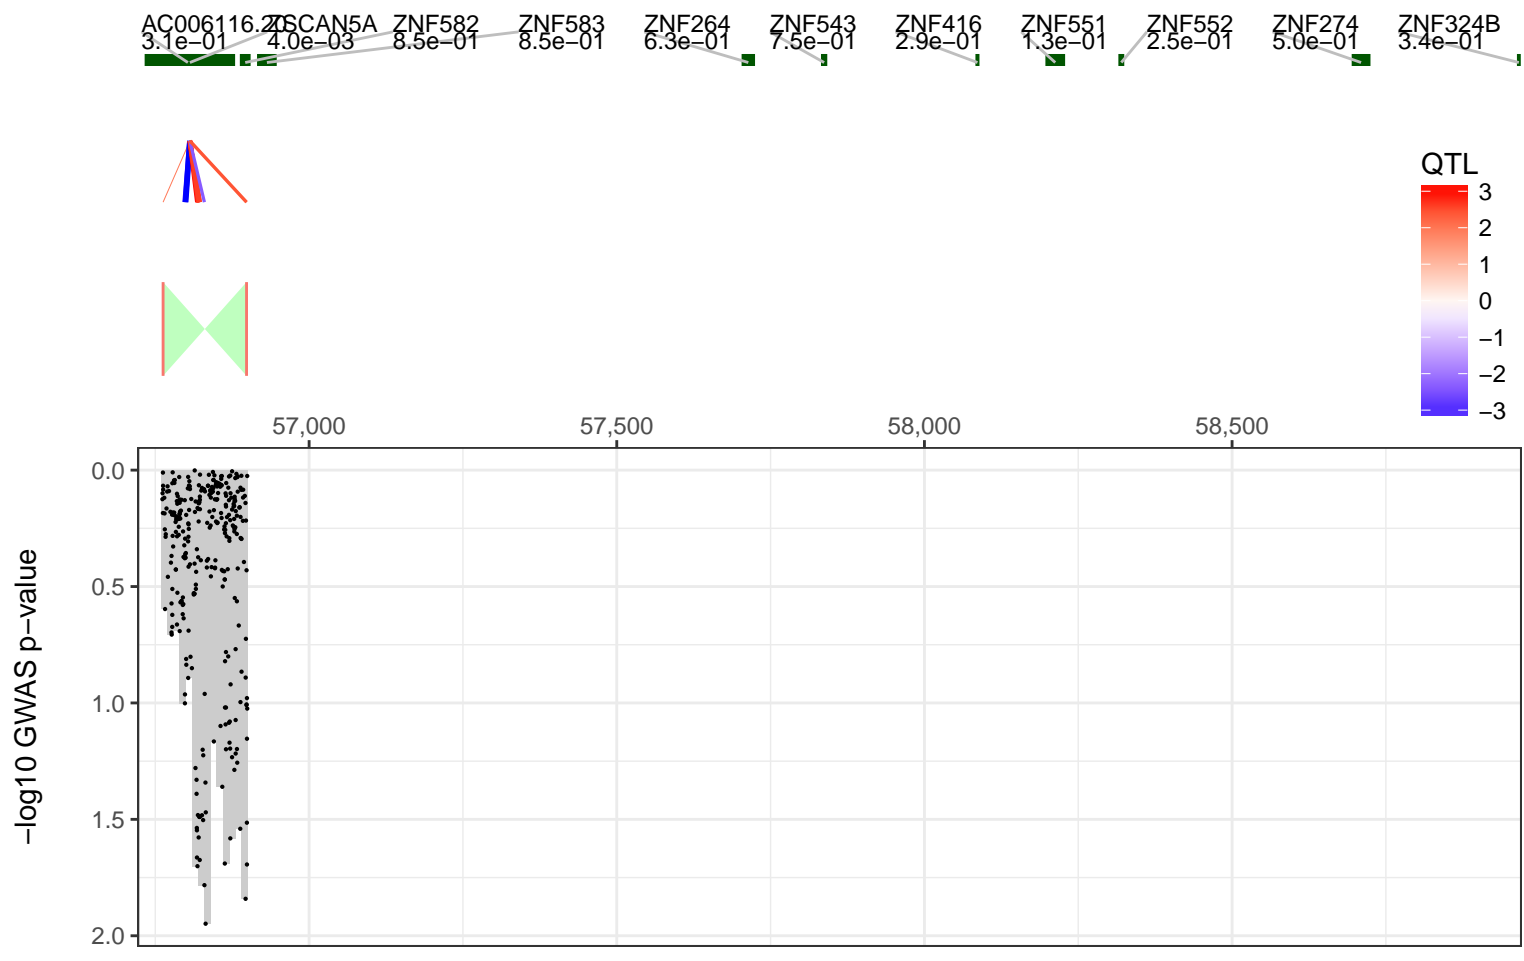 AC006116.20 ZSCAN5A ZNF582 ZNF583 ZNF264 ZNF543 ZNF416 ZNF551 ZNF552 ZNF274 ZNF324B
3.1e−01 4.0e−03 8.5e−01 8.5e−01 6.3e−01 7.5e−01 2.9e−01 1.3e−01 2.5e−01 5.0e−01 3.4e−01
QTL
3
2
1
0
−1
−2
−3
57,000 57,500 58,000 58,500
0.0
0.5
1.0
1.5
2.0
−log10 GWAS p−value